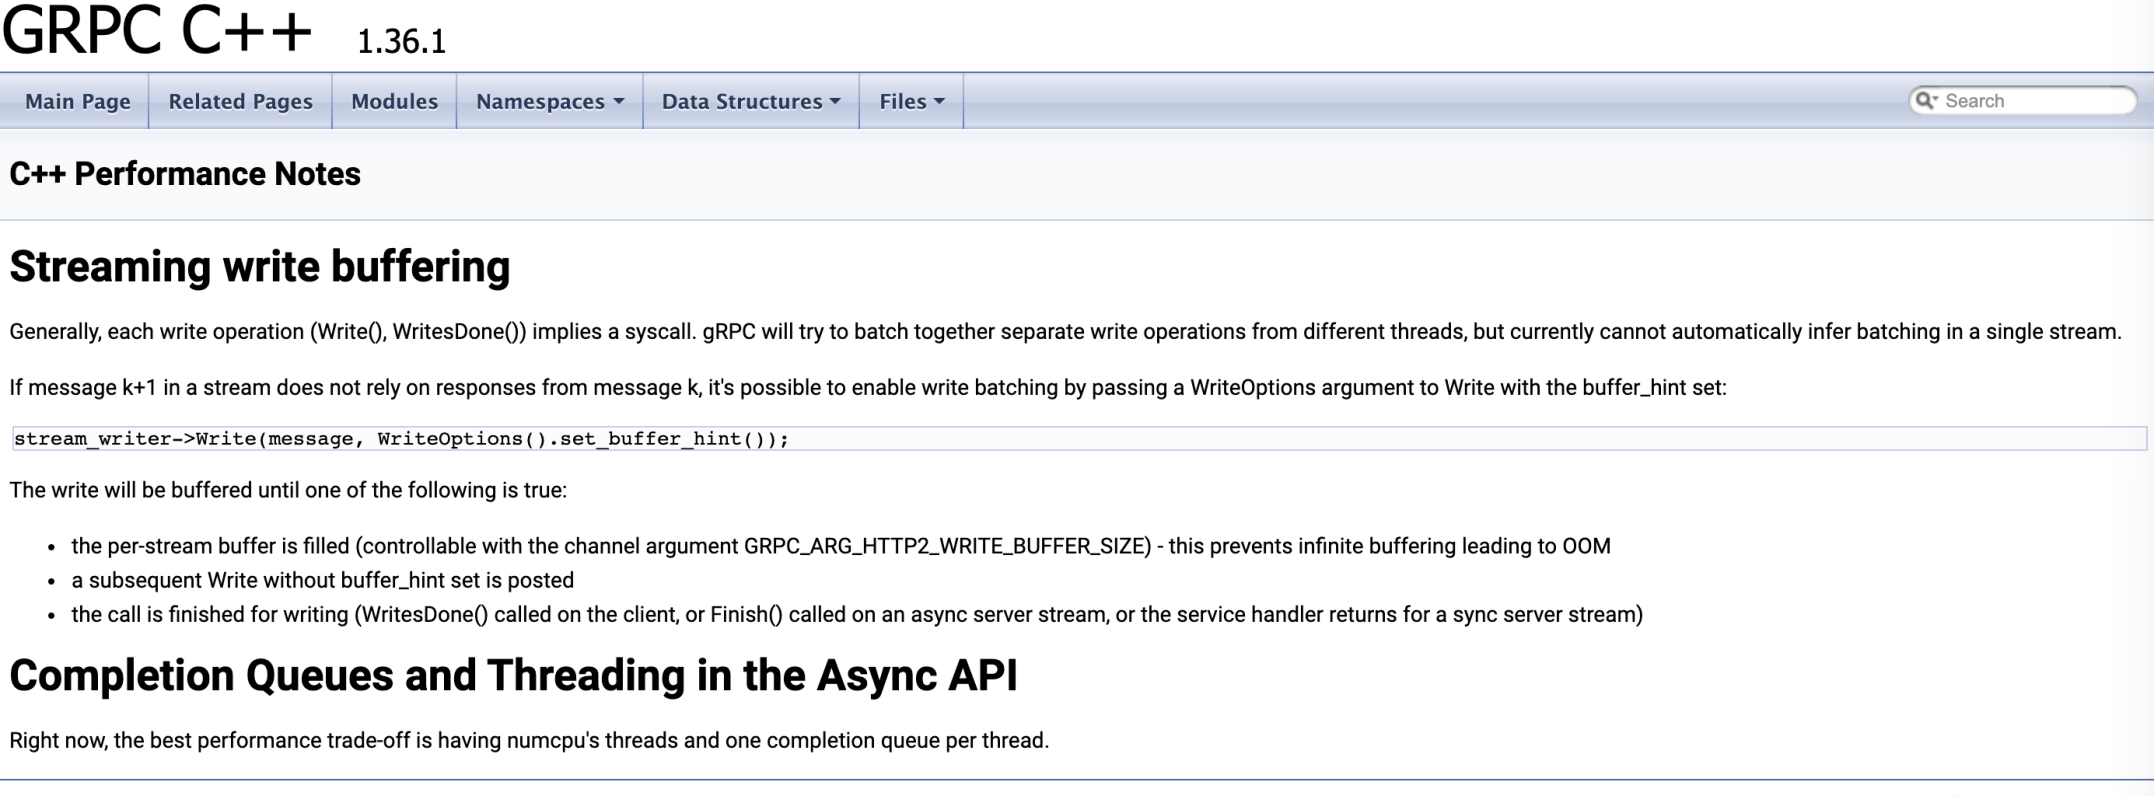 GRPC C++ 1.36.1
Main Page Related Pages Modules Namespaces Data Structures Files Search
C++ Performance Notes
Streaming write buffering
Generally, each write operation (Write(), WritesDone()) implies a syscall. gRPC will try to batch together separate write operations from different threads, but currently cannot automatically infer batching in a single stream.
If message k+1 in a stream does not rely on responses from message k, it's possible to enable write batching by passing a WriteOptions argument to Write with the buffer_hint set:
stream_writer->Write(message, WriteOptions().set_buffer_hint());
The write will be buffered until one of the following is true:
• the per-stream buffer is filled (controllable with the channel argument GRPC_ARG_HTTP2_WRITE_BUFFER_SIZE) - this prevents infinite buffering leading to OOM
• a subsequent Write without buffer_hint set is posted
• the call is finished for writing (WritesDone() called on the client, or Finish() called on an async server stream, or the service handler returns for a sync server stream)
Completion Queues and Threading in the Async API
Right now, the best performance trade-off is having numcpu's threads and one completion queue per thread.